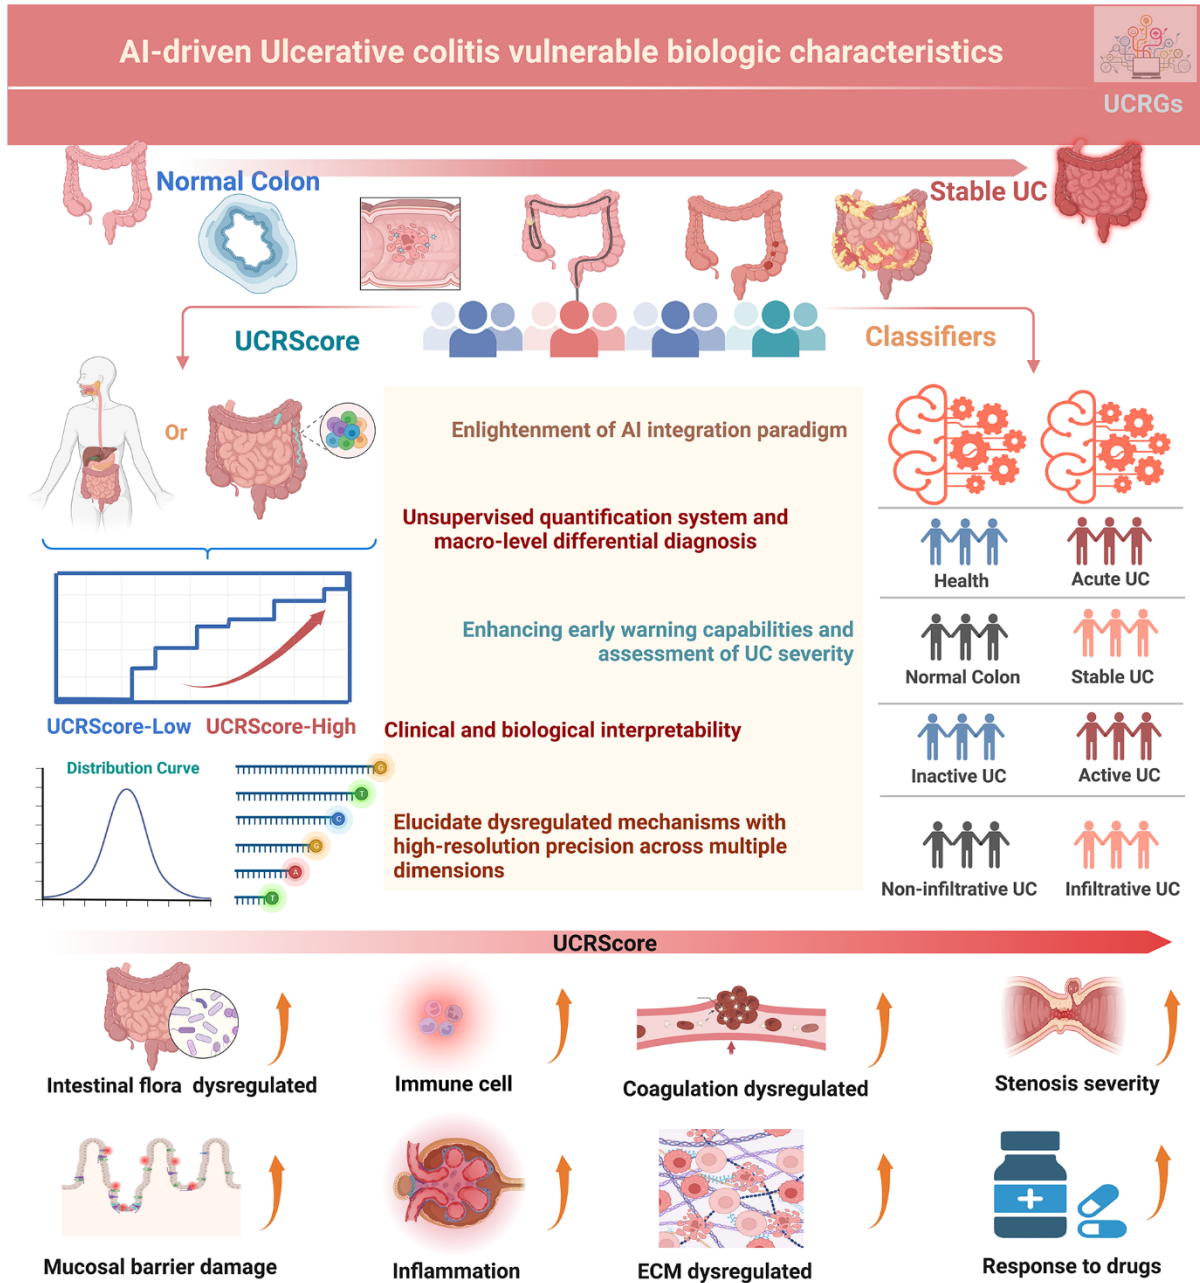 AI-driven Ulcerative colitis vulnerable biologic characteristics
UCRGs
Normal Colon
Stable UC
UCRScore
Classifiers
Or
Enlightenment of AI integration paradigm
Unsupervised quantification system and
macro-level differential diagnosis
Enhancing early warning capabilities and
assessment of UC severity
Clinical and biological interpretability
Elucidate dysregulated mechanisms with
high-resolution precision across multiple
dimensions
UCRScore-Low UCRScore-High
Distribution Curve
G
T
C
G
A
T
Health
Acute UC
Normal Colon
Stable UC
Inactive UC
Active UC
Non-infiltrative UC
Infiltrative UC
UCRScore
Intestinal flora dysregulated
Immune cell
Coagulation dysregulated
Stenosis severity
Mucosal barrier damage
Inflammation
ECM dysregulated
Response to drugs